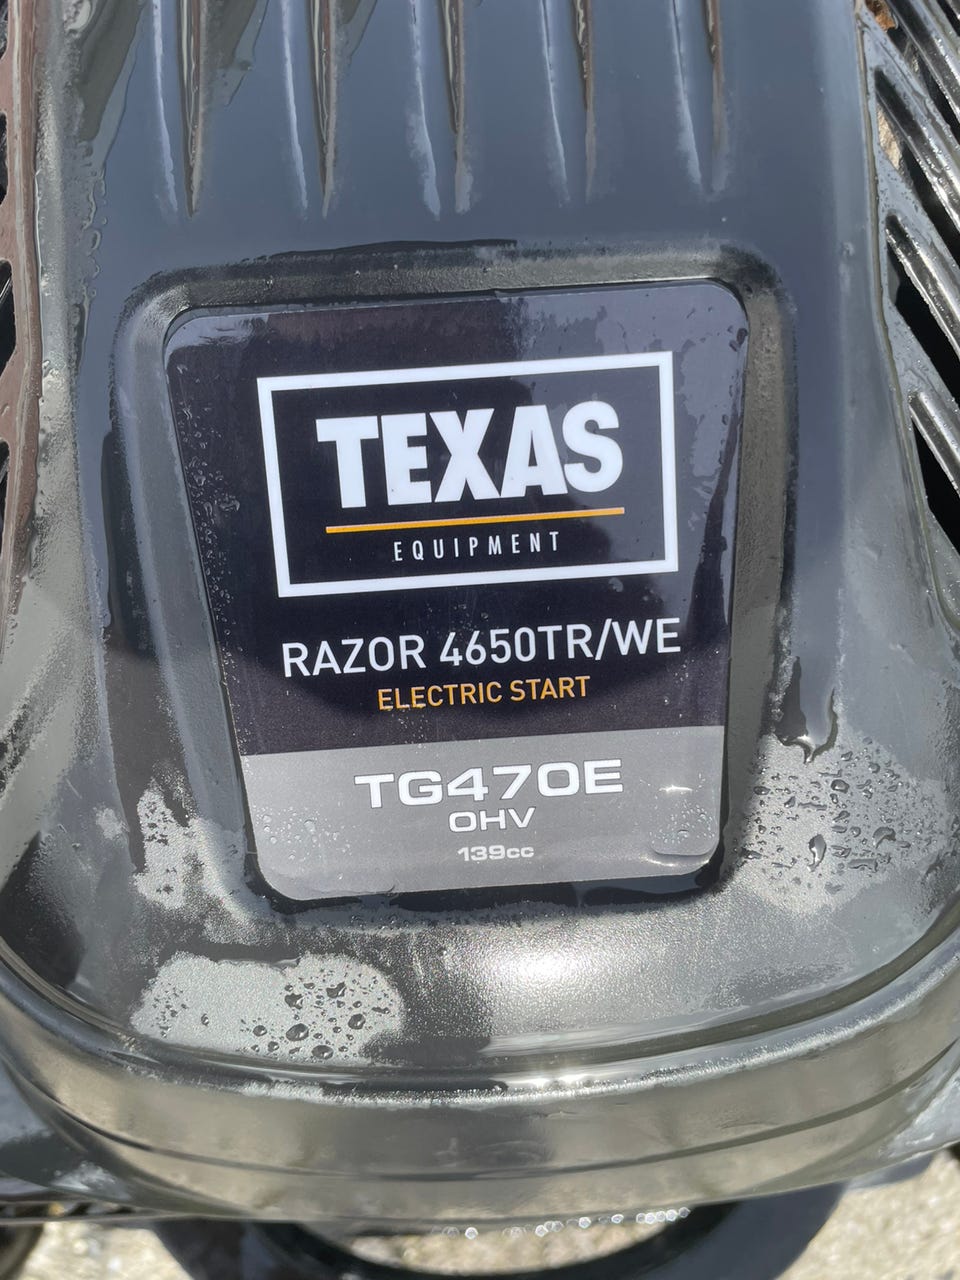 TEXAS
EQUIPMENT
RAZOR 4650TR/WE
ELECTRIC START
TG470E
OHV
139cc